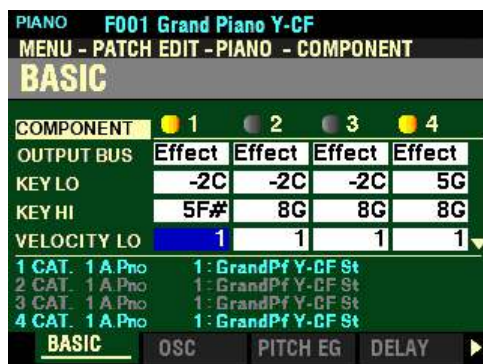 PIANO F001 Grand Piano Y-CF
MENU - PATCH EDIT - PIANO - COMPONENT
BASIC
COMPONENT 1 2 3 4
OUTPUT BUS Effect Effect Effect Effect
KEY LO -2C -2C -2C 5G
KEY HI 5F# 8G 8G 8G
VELOCITY LO 1 1 1 1
1 CAT. 1 A.Pno 1: GrandPf Y-CF St
2 CAT. 1 A.Pno 1: GrandPf Y-CF St
3 CAT. 1 A.Pno 1: GrandPf Y-CF St
4 CAT. 1 A.Pno 1: GrandPf Y-CF St
BASIC OSC PITCH EG DELAY